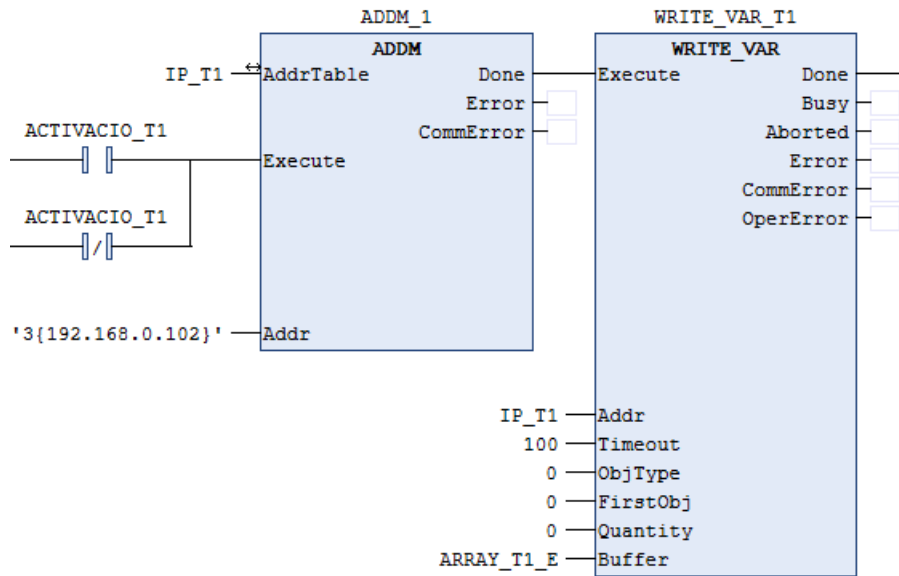 ADDM_1
ADDM
IP_T1 AddrTable Done
Error
CommError
ACTIVACIO_T1
Execute
ACTIVACIO_T1
/
'3{192.168.0.102}' Addr
WRITE_VAR_T1
WRITE_VAR
Execute Done
Busy
Aborted
Error
CommError
OperError
IP_T1 Addr
100 Timeout
0 ObjType
0 FirstObj
0 Quantity
ARRAY_T1_E Buffer